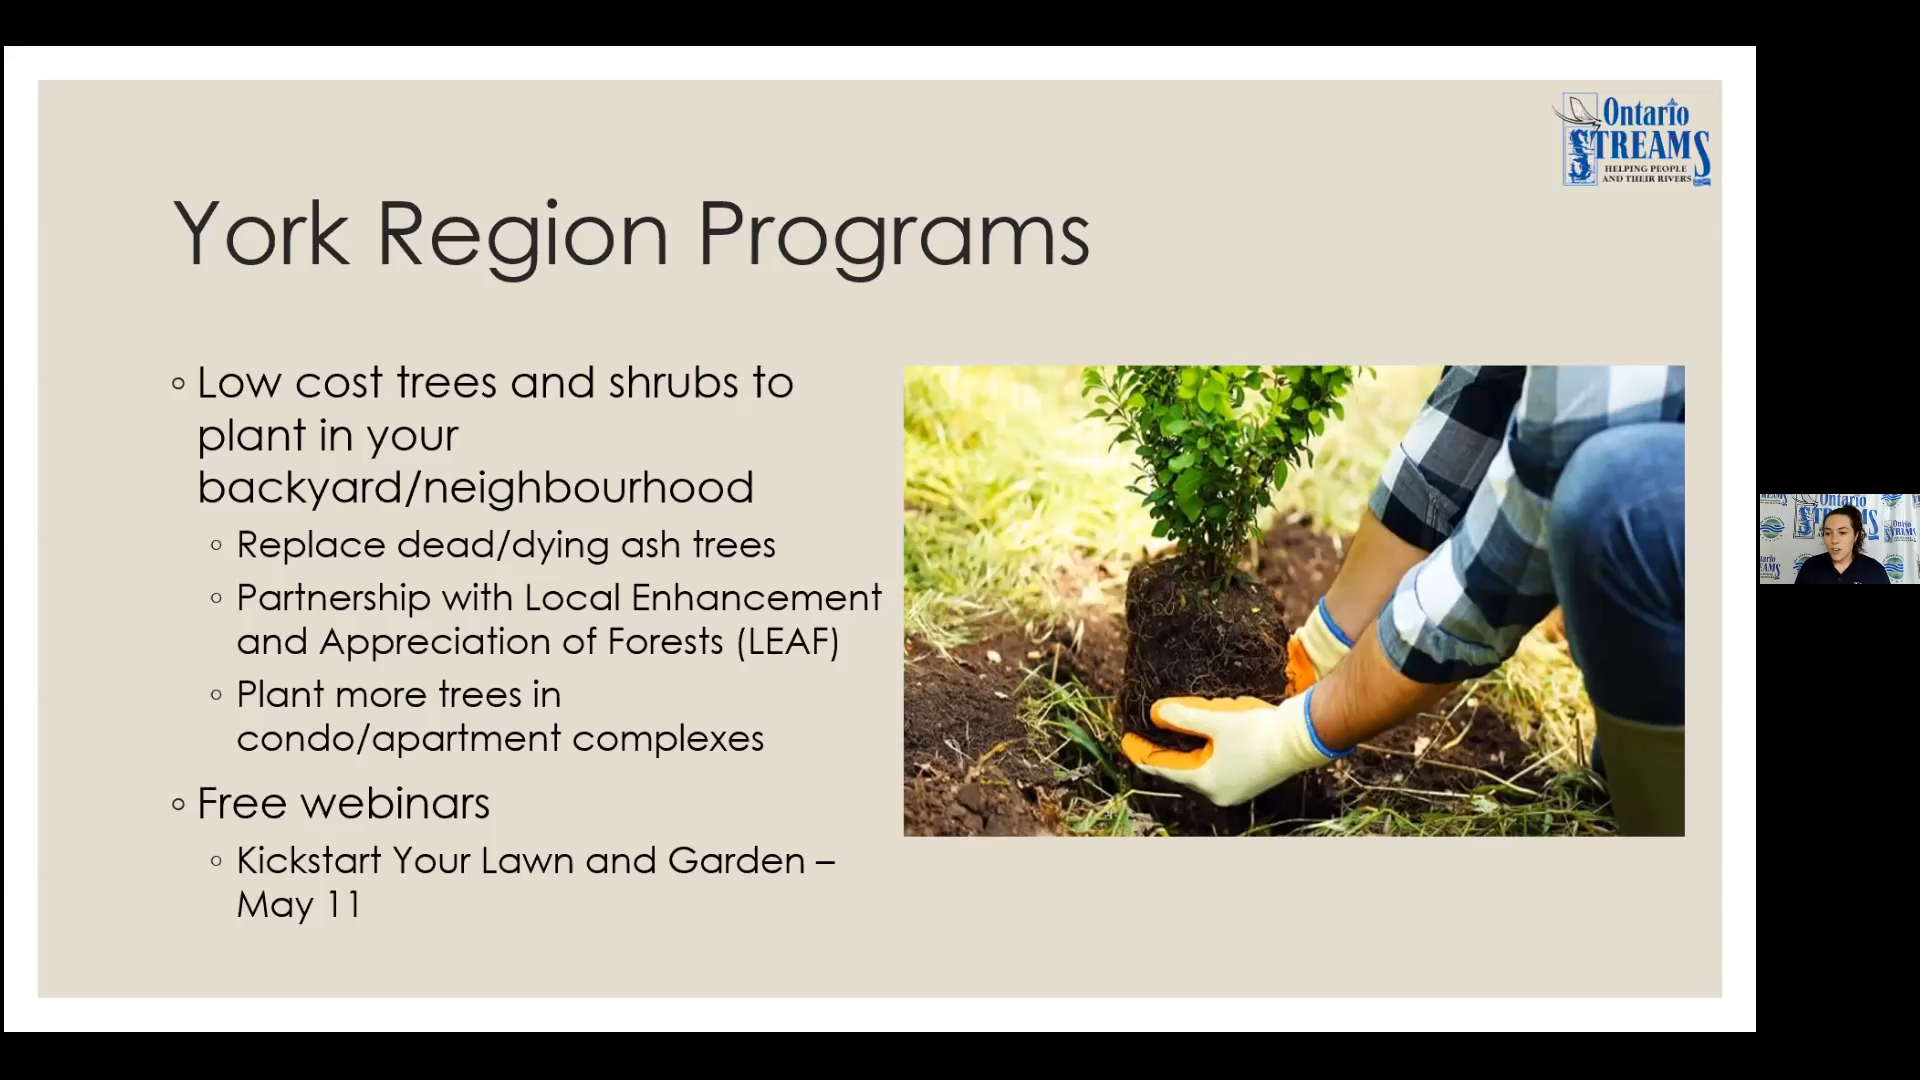 Ontario
STREAMS
HELPING PEOPLE
AND THEIR RIVERS
York Region Programs
◦ Low cost trees and shrubs to
plant in your
backyard/neighbourhood
◦ Replace dead/dying ash trees
◦ Partnership with Local Enhancement
and Appreciation of Forests (LEAF)
◦ Plant more trees in
condo/apartment complexes
◦ Free webinars
◦ Kickstart Your Lawn and Garden –
May 11